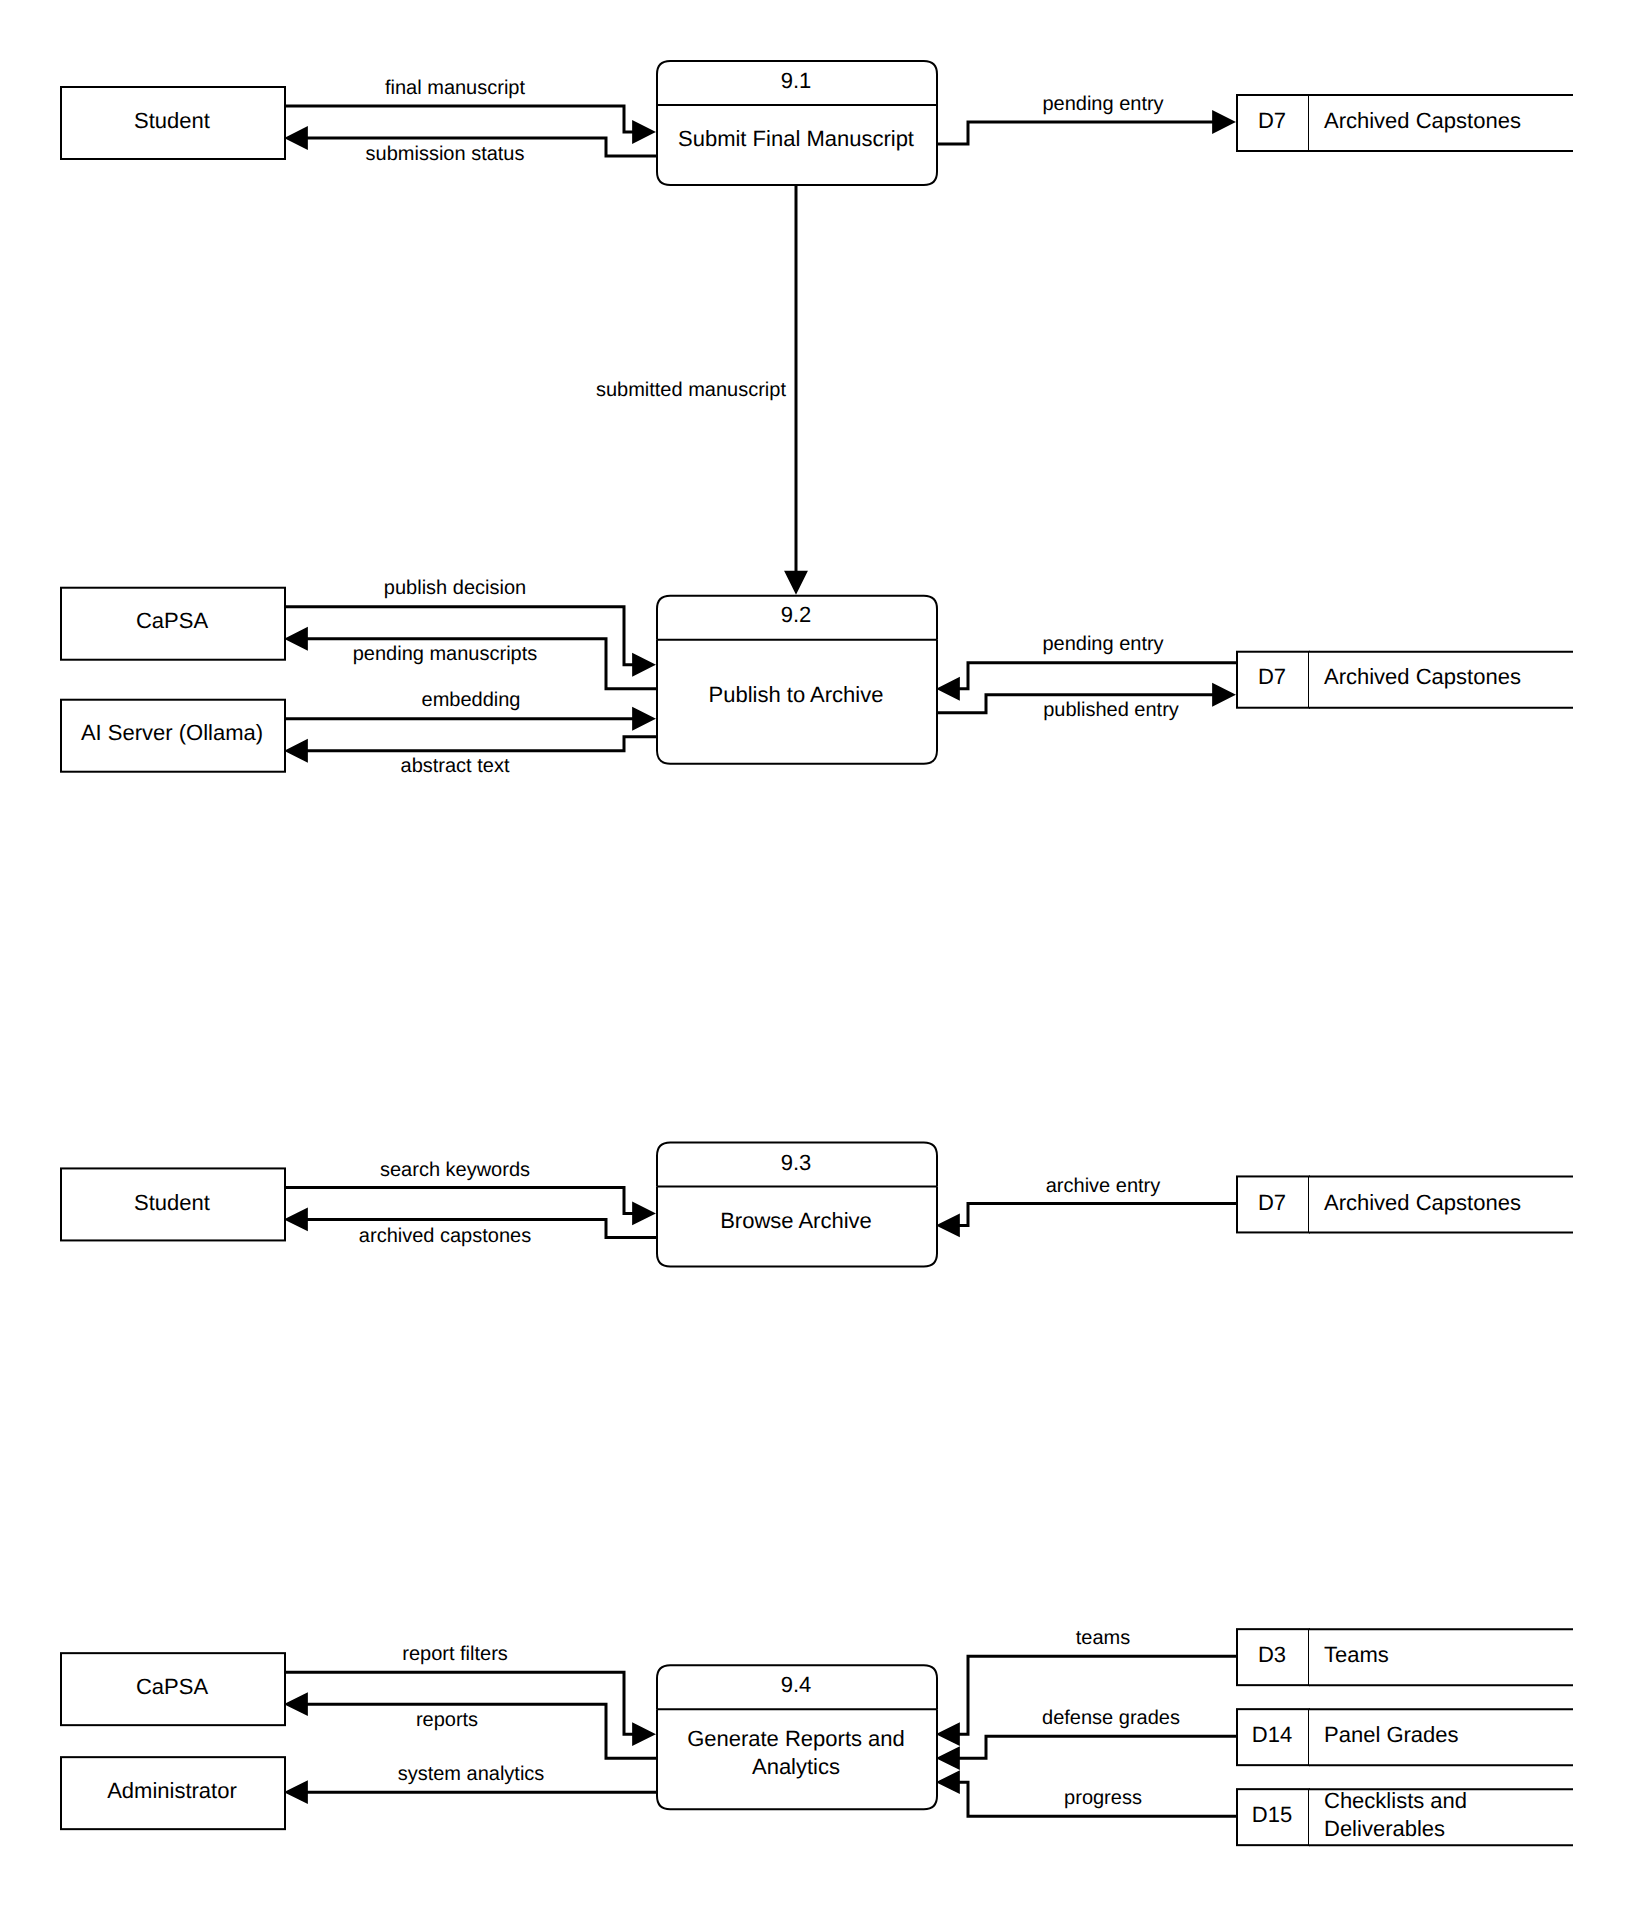 final manuscript
9.1
Student
submission status
Submit Final Manuscript
pending entry
D7
Archived Capstones
submitted manuscript
publish decision
CaPSA
pending manuscripts
9.2
Publish to Archive
pending entry
D7
Archived Capstones
published entry
embedding
AI Server (Ollama)
abstract text
search keywords
9.3
Student
archived capstones
Browse Archive
archive entry
D7
Archived Capstones
report filters
CaPSA
reports
9.4
Generate Reports and
Analytics
system analytics
Administrator
teams
D3
Teams
defense grades
D14
Panel Grades
progress
D15
Checklists and
Deliverables